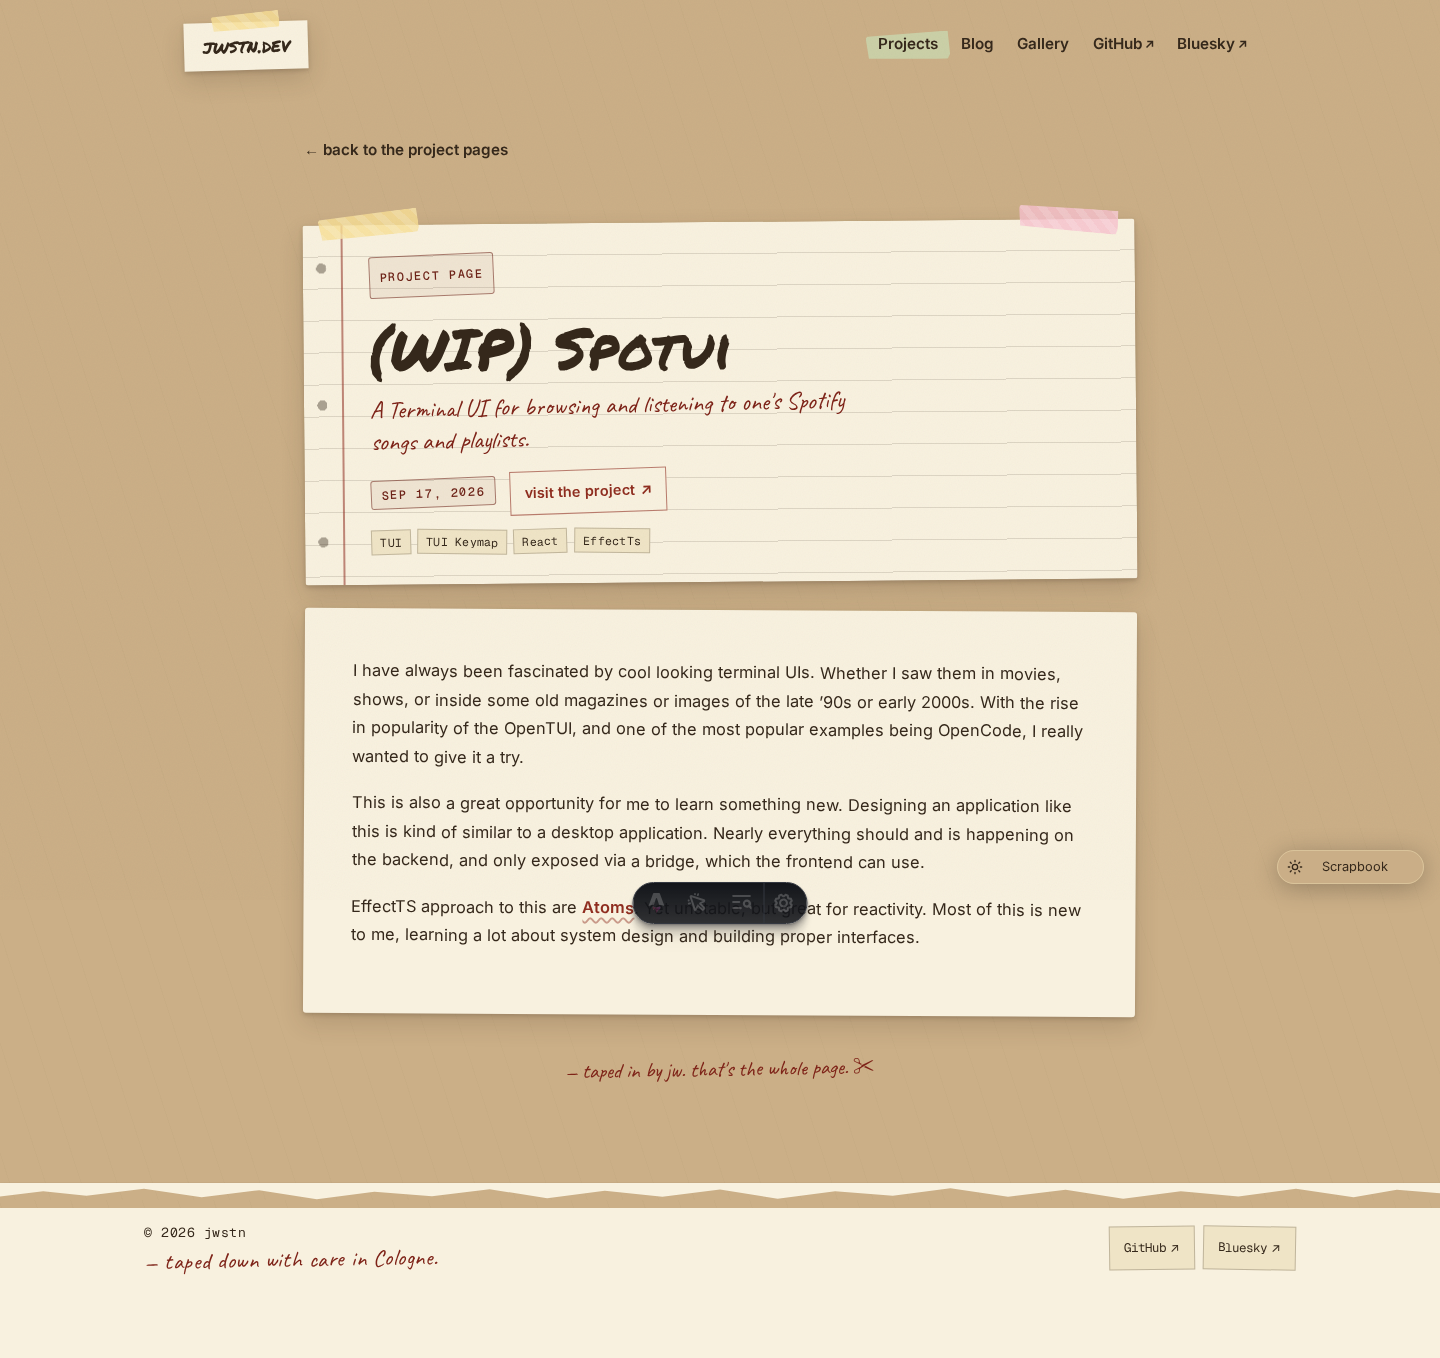 JWSTN.DEV
Projects Blog Gallery GitHub ↗ Bluesky ↗
← back to the project pages
PROJECT PAGE
(WIP) Spotui
A Terminal UI for browsing and listening to one's Spotify
songs and playlists.
SEP 17, 2026 visit the project ↗
TUI TUI Keymap React EffectTs
I have always been fascinated by cool looking terminal UIs. Whether I saw them in movies,
shows, or inside some old magazines or images of the late ’90s or early 2000s. With the rise
in popularity of the OpenTUI, and one of the most popular examples being OpenCode, I really
wanted to give it a try.
This is also a great opportunity for me to learn something new. Designing an application like
this is kind of similar to a desktop application. Nearly everything should and is happening on
the backend, and only exposed via a bridge, which the frontend can use.
Scrapbook
EffectTS approach to this are Atoms. Yet unstable, but great for reactivity. Most of this is new
to me, learning a lot about system design and building proper interfaces.
— taped in by jw. that's the whole page. ✂
© 2026 jwstn
— taped down with care in Cologne.
GitHub ↗ Bluesky ↗